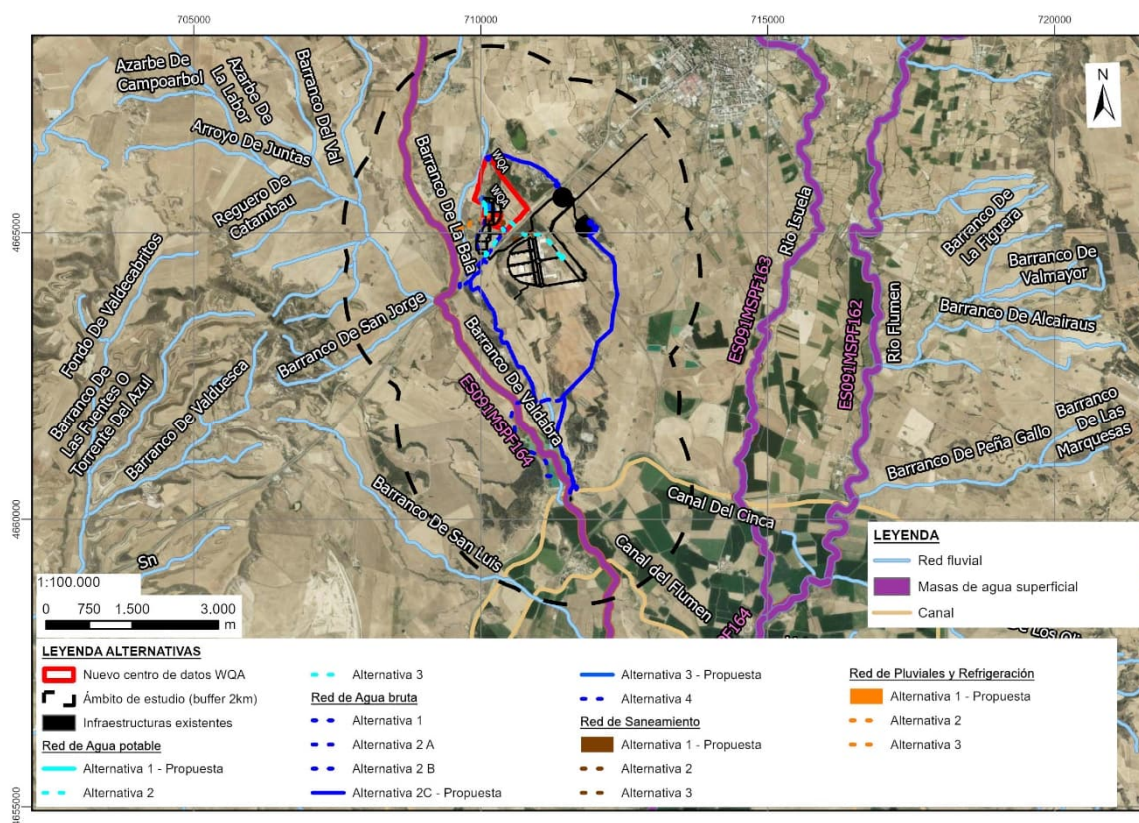 705000
710000
715000
720000
Azarbe De
Campoarbol
Azarbe De
La Labor
Barranco Del Val
Arroyo De Juntas
Reguero De
Catambau
Barranco De La Bala
WQA
WQA
N
4665000
Fondo De Valdecabritos
Barranco De San Jorge
Barranco De
Las Fuentes O
Torrente Del Azul
Barranco De Valduesca
Barranco De Valdabra
ES091MSPF164
Rio Isuela
ES091MSPF163
ES091MSPF162
Rio Flumen
Barranco De
La Figuera
Barranco De
Valmayor
Barranco De Alcairaus
Barranco
De Las
Marquesas
Barranco De Peña Gallo
4660000
Sn
Barranco De San Luis
Canal Del Cinca
Canal del Flumen
PF164
De Los Oli
LEYENDA
Red fluvial
Masas de agua superficial
Canal
1:100.000
0 750 1.500 3.000
m
LEYENDA ALTERNATIVAS
Nuevo centro de datos WQA
Ámbito de estudio (buffer 2km)
Infraestructuras existentes
Red de Agua potable
Alternativa 1 - Propuesta
Alternativa 2
Alternativa 3
Red de Agua bruta
Alternativa 1
Alternativa 2 A
Alternativa 2 B
Alternativa 2C - Propuesta
Alternativa 3 - Propuesta
Alternativa 4
Red de Saneamiento
Alternativa 1 - Propuesta
Alternativa 2
Alternativa 3
Red de Pluviales y Refrigeración
Alternativa 1 - Propuesta
Alternativa 2
Alternativa 3
4655000